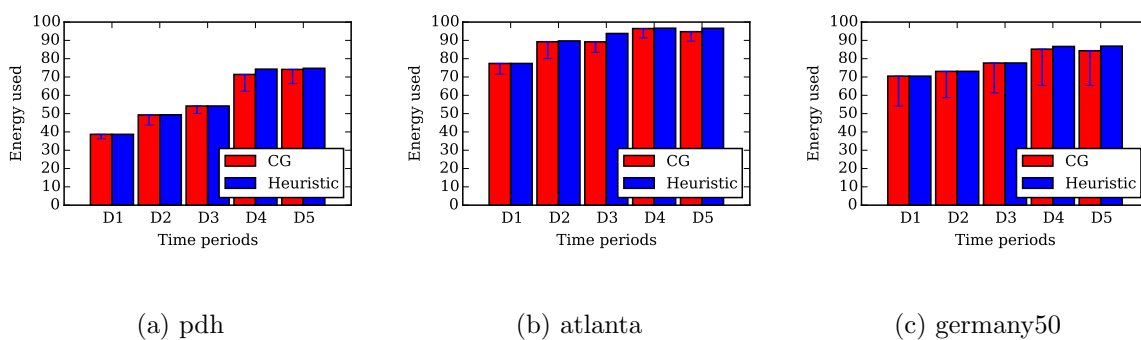 Energy used
100
90
80
70
60
50
40
30
20
10
0
CG
Heuristic
D1 D2 D3 D4 D5
Time periods
(a) pdh
Energy used
100
90
80
70
60
50
40
30
20
10
0
CG
Heuristic
D1 D2 D3 D4 D5
Time periods
(b) atlanta
Energy used
100
90
80
70
60
50
40
30
20
10
0
CG
Heuristic
D1 D2 D3 D4 D5
Time periods
(c) germany50